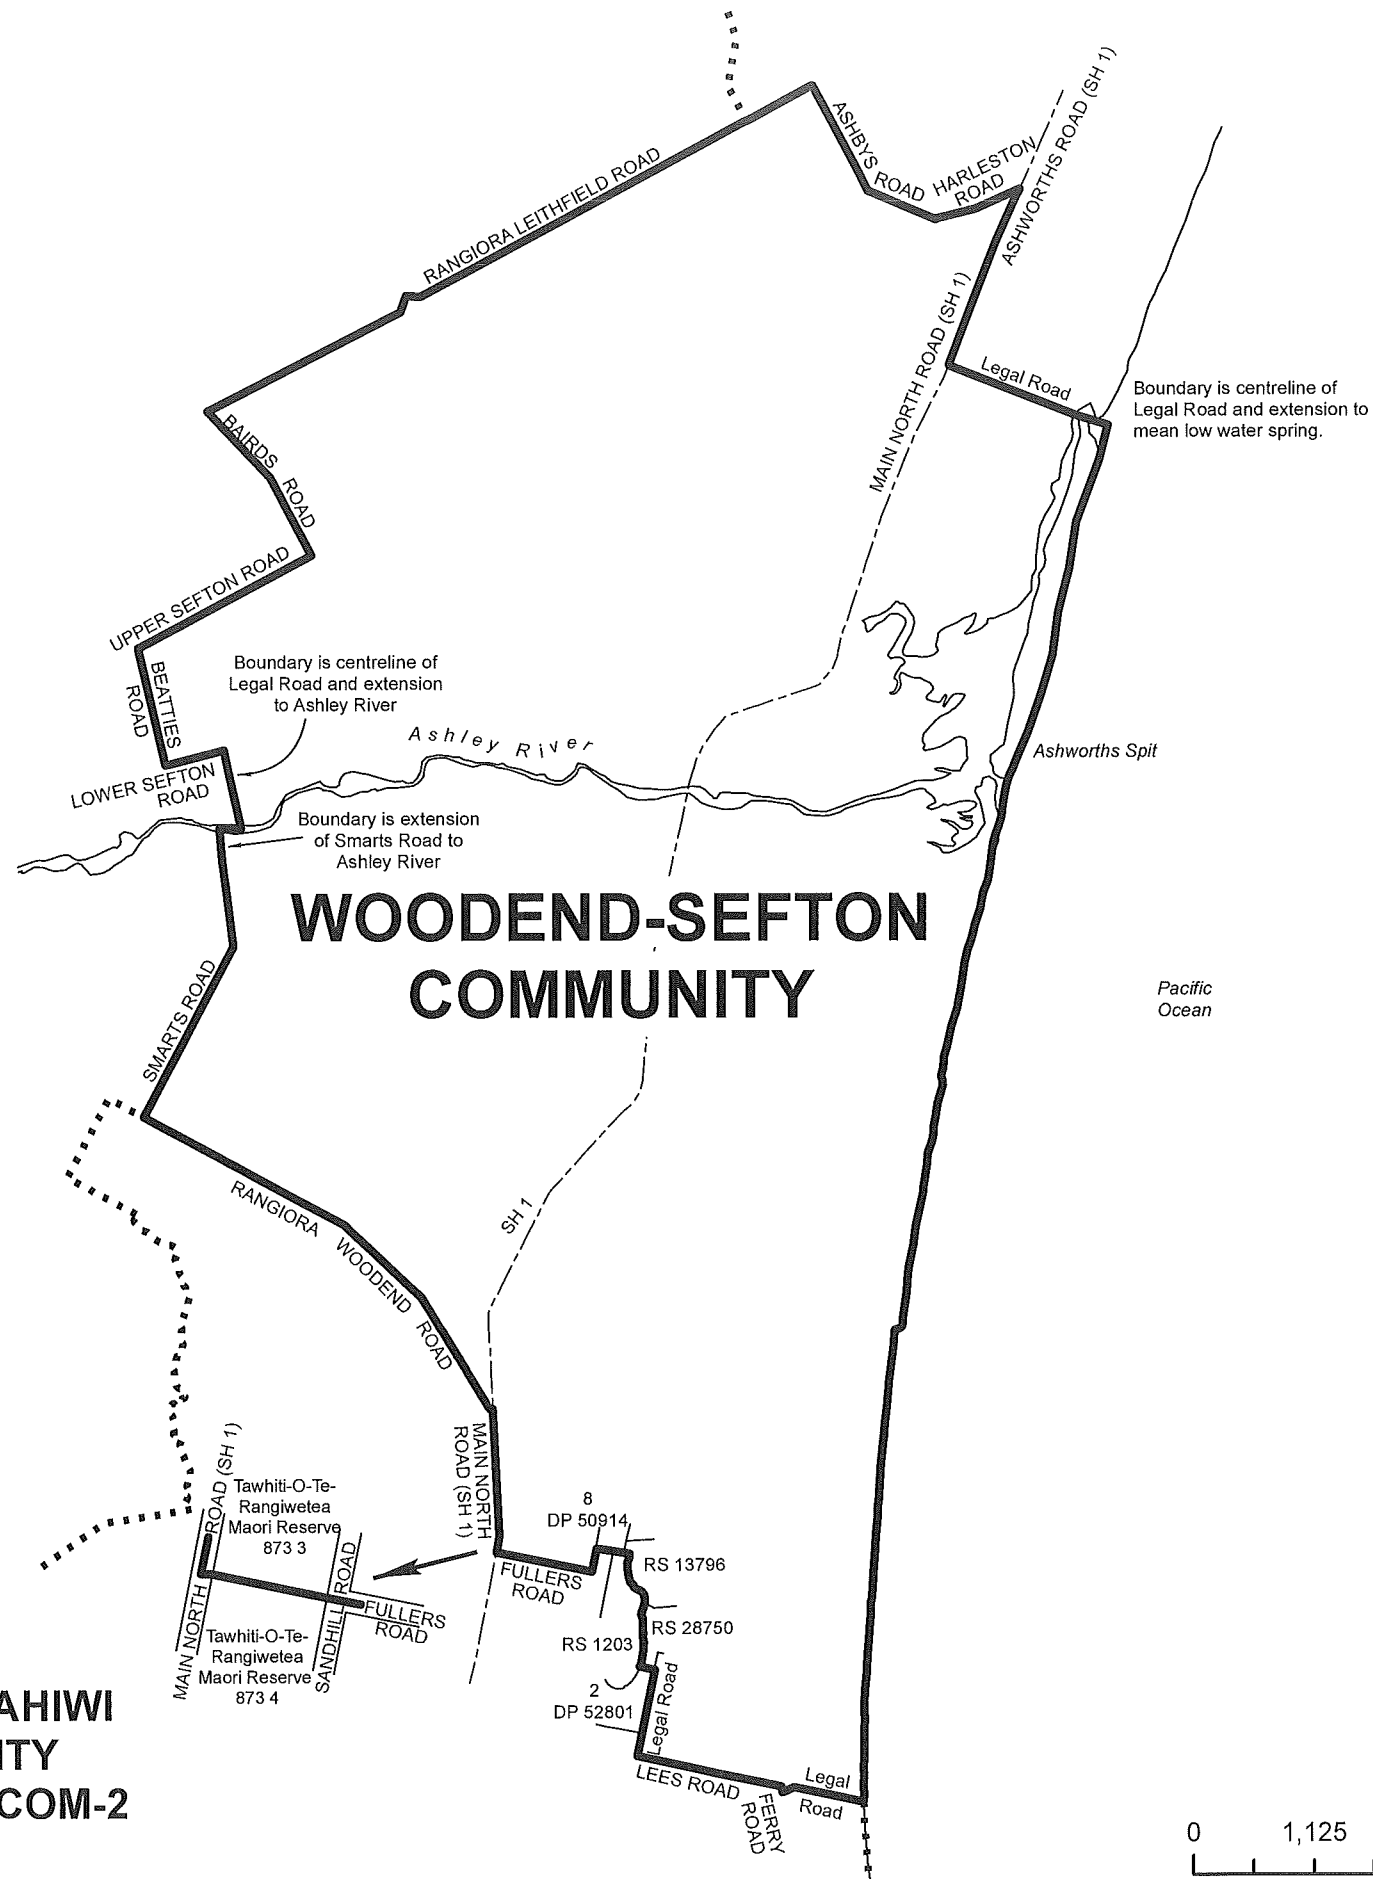 ASHBYS
ROAD
HARLESTON
ROAD
ASHWORTHS ROAD (SH 1)
RANGIORA LEITHFIELD ROAD
MAIN NORTH ROAD (SH 1)
Legal Road
Boundary is centreline of
Legal Road and extension to
mean low water spring.
BAIRDS
ROAD
UPPER SEFTON ROAD
BEATTIES
ROAD
Boundary is centreline of
Legal Road and extension
to Ashley River
Ashley River
Ashworths Spit
LOWER SEFTON
ROAD
Boundary is extension
of Smarts Road to
Ashley River
WOODEND-SEFTON
COMMUNITY
Pacific
Ocean
SMARTS ROAD
RANGIORA
WOODEND
ROAD
SH 1
MAIN NORTH
ROAD (SH 1)
ROAD (SH 1)
Tawhiti-O-Te-
Rangiwetea
Maori Reserve
873 3
8
DP 50914
RS 13796
FULLERS
ROAD
MAIN NORTH
SANDHILL
ROAD
FULLERS
ROAD
Tawhiti-O-Te-
Rangiwetea
Maori Reserve
873 4
RS 1203
RS 28750
2
DP 52801
Legal Road
LEES ROAD
FERRY
ROAD
Legal
Road
AHIWI
ITY
COM-2
0 1,125